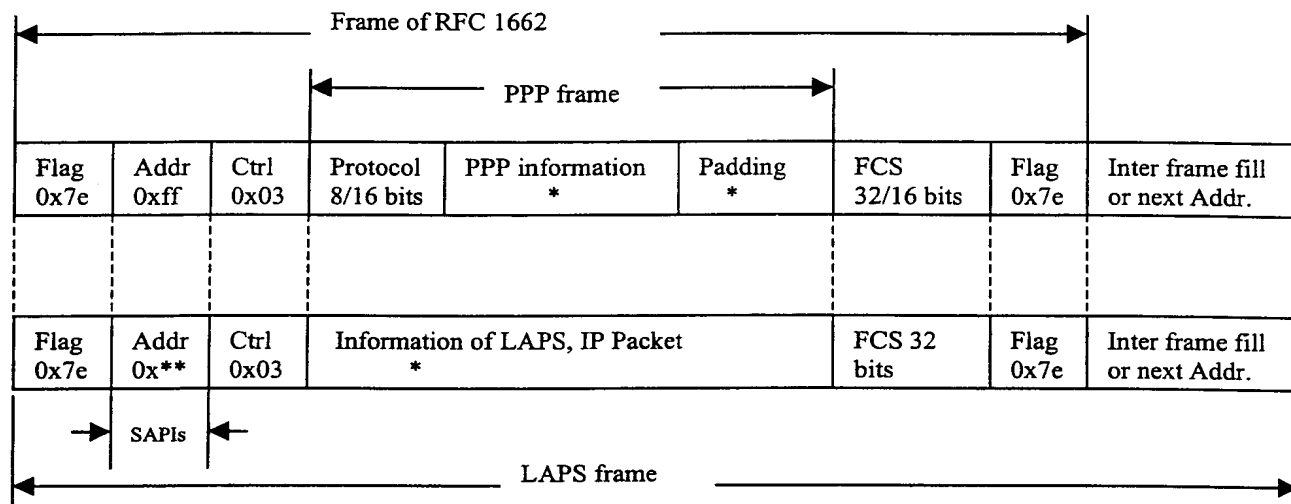 Frame of RFC 1662
PPP frame
Flag Addr Ctrl Protocol PPP information Padding FCS Flag Inter frame fill
0x7e 0xff 0x03 8/16 bits * * 32/16 bits 0x7e or next Addr.
Flag Addr Ctrl Information of LAPS, IP Packet FCS 32 Flag Inter frame fill
0x7e 0x** 0x03 * bits 0x7e or next Addr.
SAPIs
LAPS frame